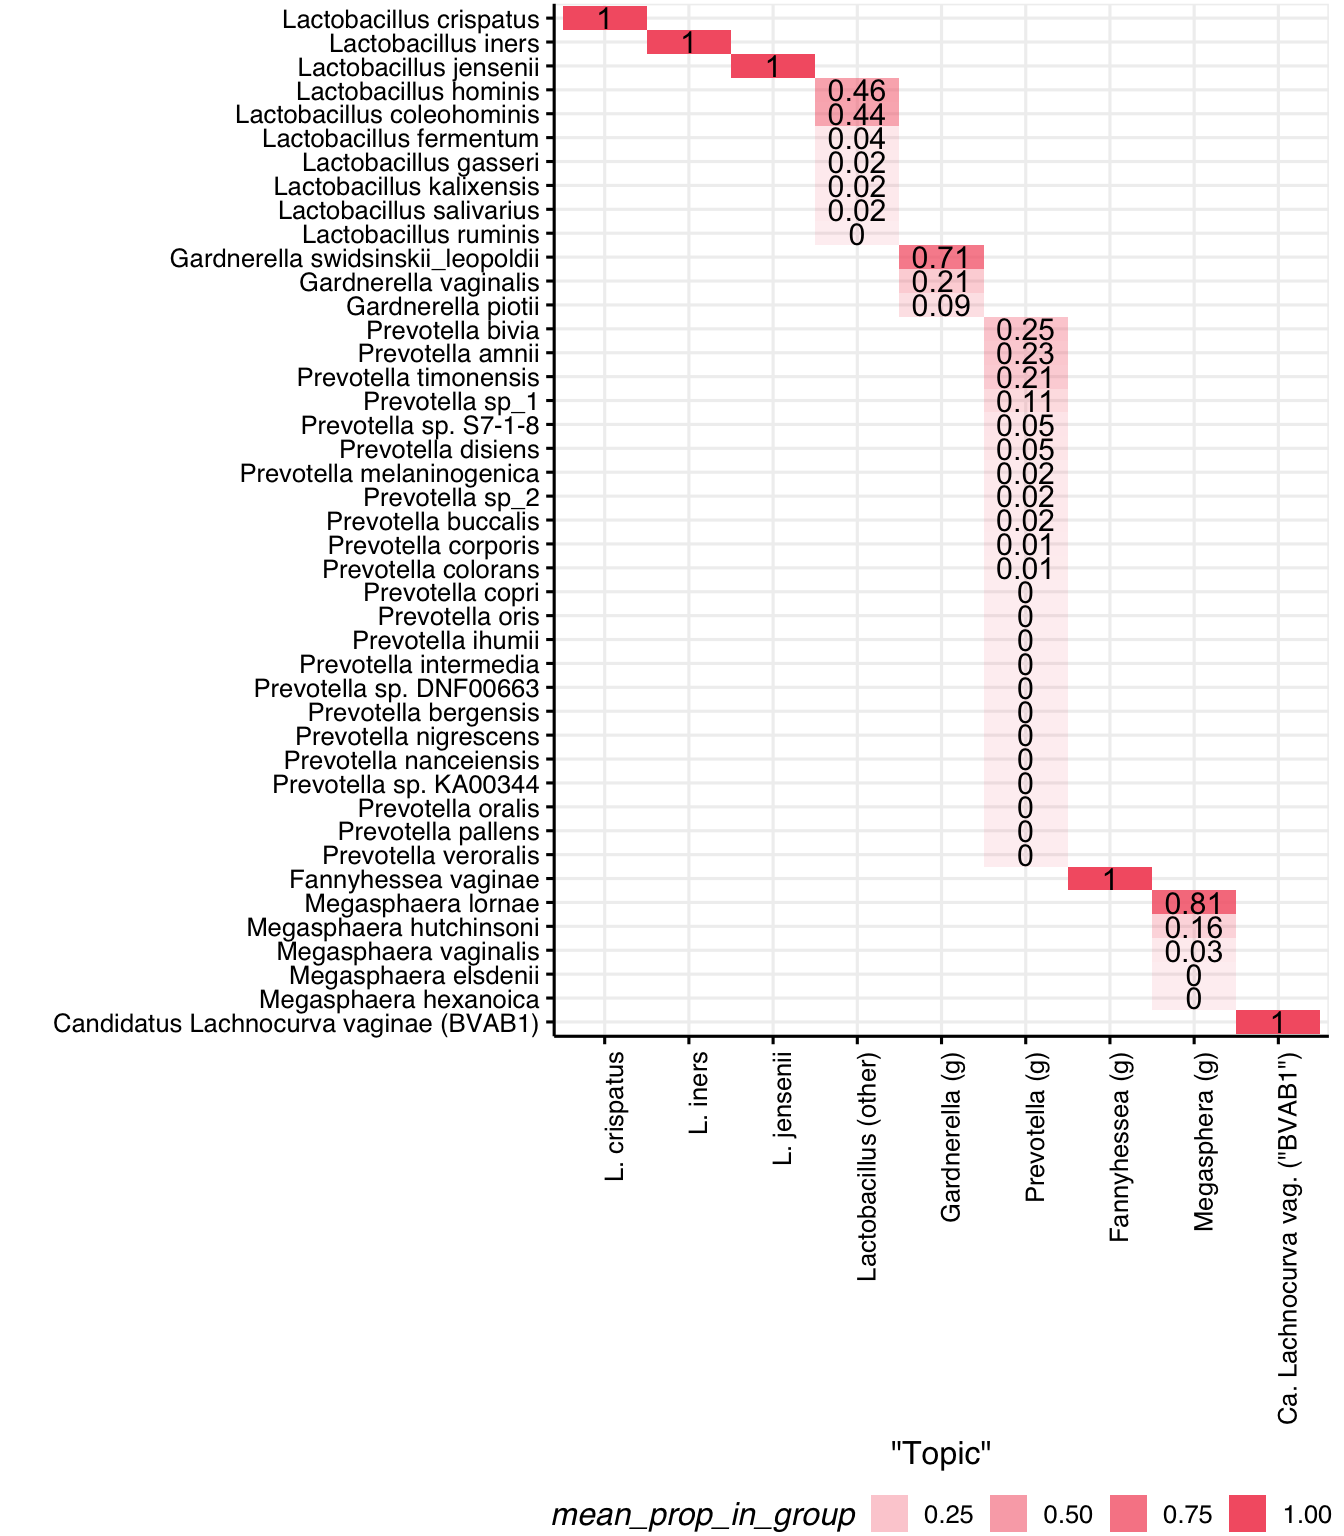 Lactobacillus crispatus 1
Lactobacillus iners 1
Lactobacillus jensenii 1
Lactobacillus hominis 0.46
Lactobacillus coleohominis 0.44
Lactobacillus fermentum 0.04
Lactobacillus gasseri 0.02
Lactobacillus kalixensis 0.02
Lactobacillus salivarius 0.02
Lactobacillus ruminis 0
Gardnerella swidsinskii_leopoldii 0.71
Gardnerella vaginalis 0.21
Gardnerella piotii 0.09
Prevotella bivia 0.25
Prevotella amnii 0.23
Prevotella timonensis 0.21
Prevotella sp_1 0.11
Prevotella sp. S7-1-8 0.05
Prevotella disiens 0.05
Prevotella melaninogenica 0.02
Prevotella sp_2 0.02
Prevotella buccalis 0.02
Prevotella corporis 0.01
Prevotella colorans 0.01
Prevotella copri 0
Prevotella oris 0
Prevotella ihumii 0
Prevotella intermedia 0
Prevotella sp. DNF00663 0
Prevotella bergensis 0
Prevotella nigrescens 0
Prevotella nanceiensis 0
Prevotella sp. KA00344 0
Prevotella oralis 0
Prevotella pallens 0
Prevotella veroralis 0
Fannyhessea vaginae 1
Megasphaera lornae 0.81
Megasphaera hutchinsoni 0.16
Megasphaera vaginalis 0.03
Megasphaera elsdenii 0
Megasphaera hexanoica 0
Candidatus Lachnocurva vaginae (BVAB1) 1
L. crispatus
L. iners
L. jensenii
Lactobacillus (other)
Gardnerella (g)
Prevotella (g)
Fannyhessea (g)
Megasphera (g)
Ca. Lachnocurva vag. ("BVAB1")
"Topic"
mean_prop_in_group 0.25 0.50 0.75 1.00